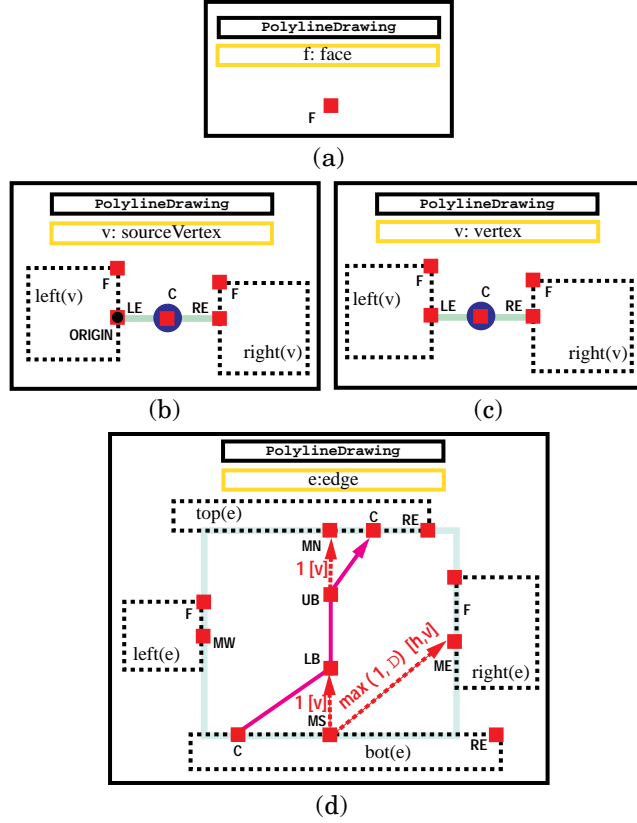 PolylineDrawing
f: face
F
(a)
PolylineDrawing
v: sourceVertex
F
left(v)
LE
C
RE
F
ORIGIN
right(v)
(b)
PolylineDrawing
v: vertex
F
left(v)
LE
C
RE
F
right(v)
(c)
PolylineDrawing
e:edge
top(e)
C
RE
MN
1 [v]
UB
F
MW
left(e)
F
ME
right(e)
LB
max (1, D) [h,v]
1 [v]
MS
C
RE
bot(e)
(d)